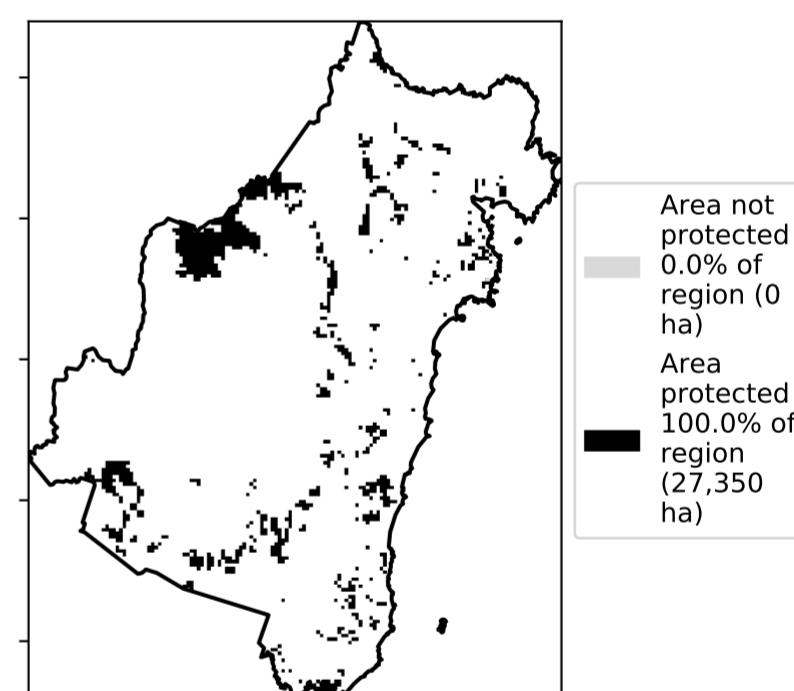 Area not
protected
0.0% of
region (0
ha)
Area
protected
100.0% of
region
(27,350
ha)